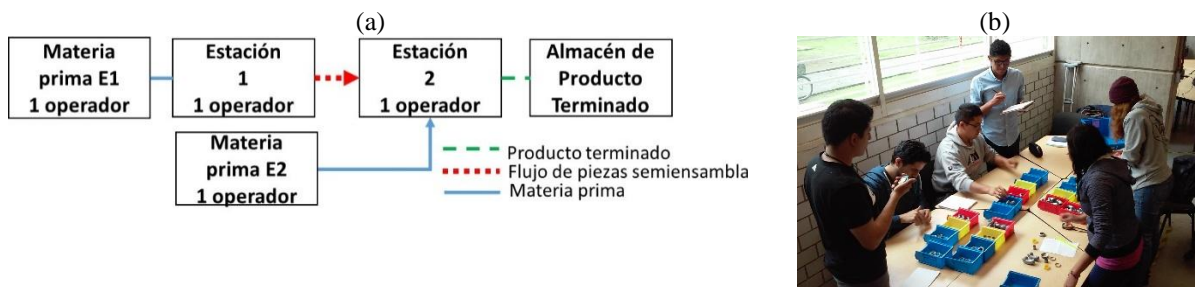 (a)
Materia
prima E1
1 operador
Estación
1
1 operador
Estación
2
1 operador
Almacén de
Producto
Terminado
Materia
prima E2
1 operador
Producto terminado
Flujo de piezas semiensambla
Materia prima
(b)